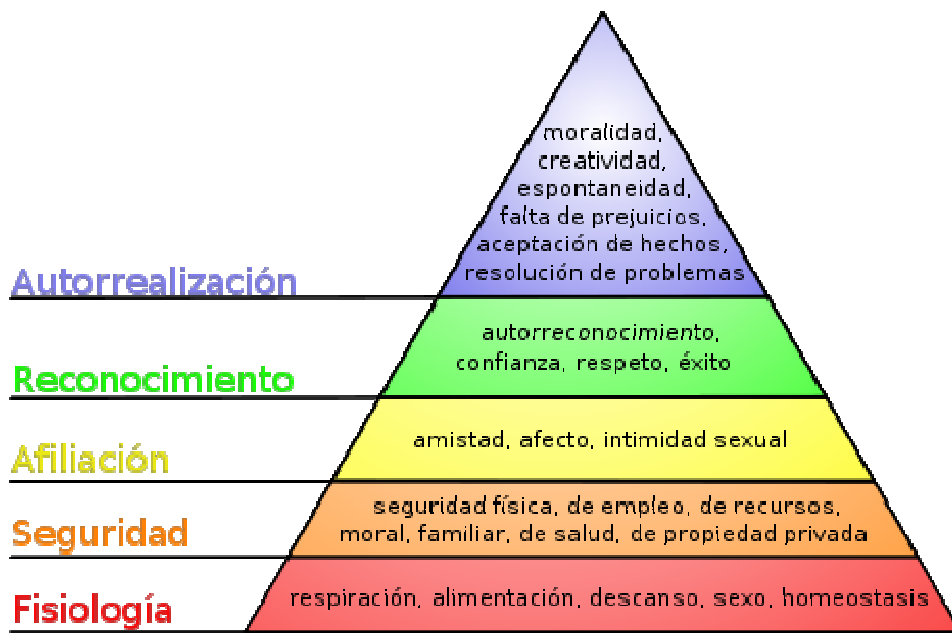 moralidad,
creatividad,
espontaneidad,
falta de prejuicios,
aceptación de hechos,
resolución de problemas
Autorrealización
autorreconocimiento,
confianza, respeto, éxito
Reconocimiento
amistad, afecto, intimidad sexual
Afiliación
seguridad física, de empleo, de recursos,
moral, familiar, de salud, de propiedad privada
Seguridad
respiración, alimentación, descanso, sexo, homeostasis
Fisiología